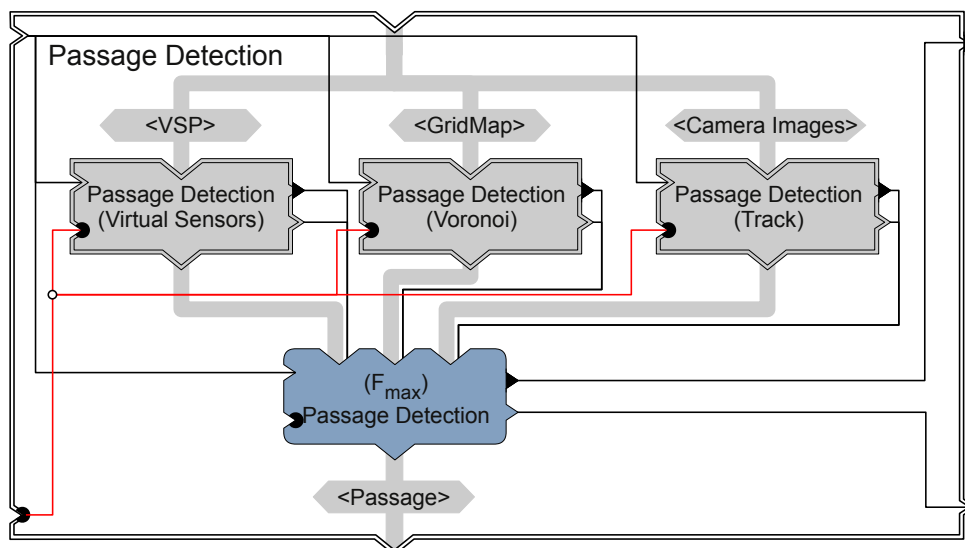 Passage Detection
<VSP>
<GridMap>
<Camera Images>
Passage Detection
(Virtual Sensors)
Passage Detection
(Voronoi)
Passage Detection
(Track)
(Fmax)
Passage Detection
<Passage>